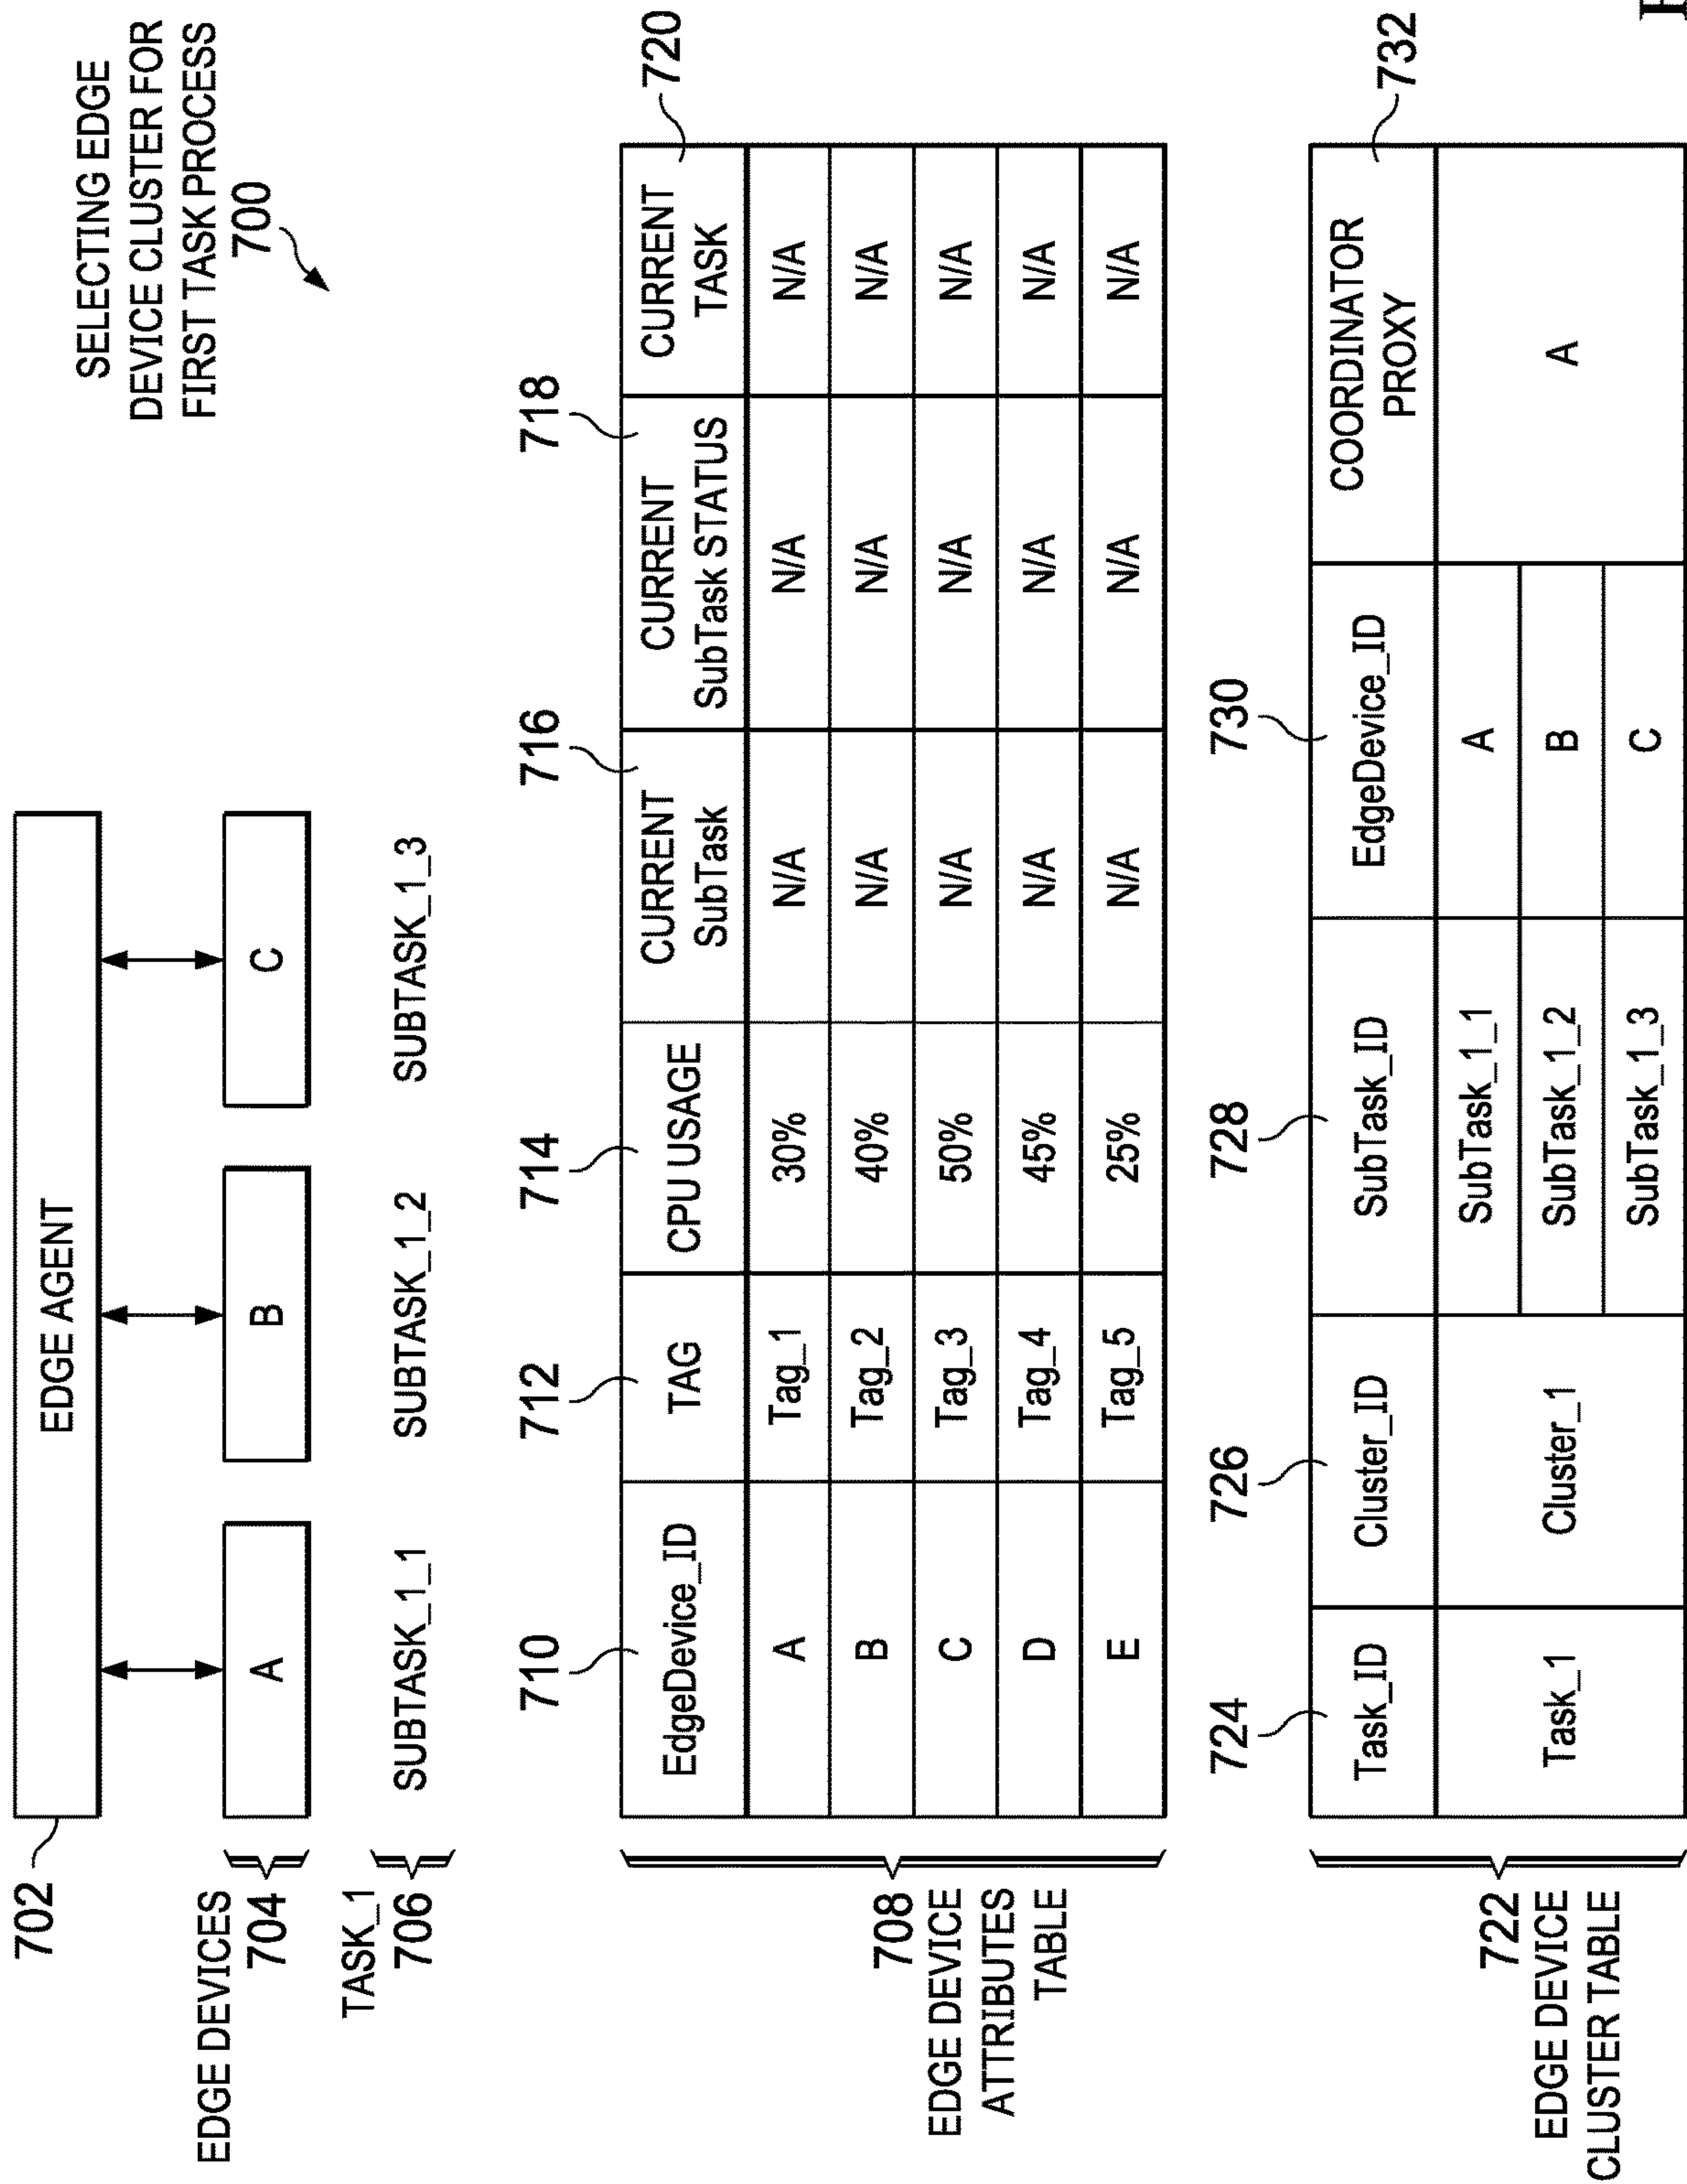 SELECTING EDGE
DEVICE CLUSTER FOR
FIRST TASK PROCESS
700
702
EDGE AGENT
EDGE DEVICES
704
A
B
C
TASK_1
706
SUBTASK_1_1
SUBTASK_1_2
SUBTASK_1_3
710
712
714
716
718
720
708
EDGE DEVICE
ATTRIBUTES
TABLE
EdgeDevice_ID
TAG
CPU USAGE
CURRENT
SubTask
CURRENT
SubTask STATUS
CURRENT
TASK
A Tag_1 30% N/A N/A N/A
B Tag_2 40% N/A N/A N/A
C Tag_3 50% N/A N/A N/A
D Tag_4 45% N/A N/A N/A
E Tag_5 25% N/A N/A N/A
724
726
728
730
732
722
EDGE DEVICE
CLUSTER TABLE
Task_ID
Cluster_ID
SubTask_ID
EdgeDevice_ID
COORDINATOR
PROXY
Task_1
Cluster_1
SubTask_1_1 A
SubTask_1_2 B
SubTask_1_3 C
A